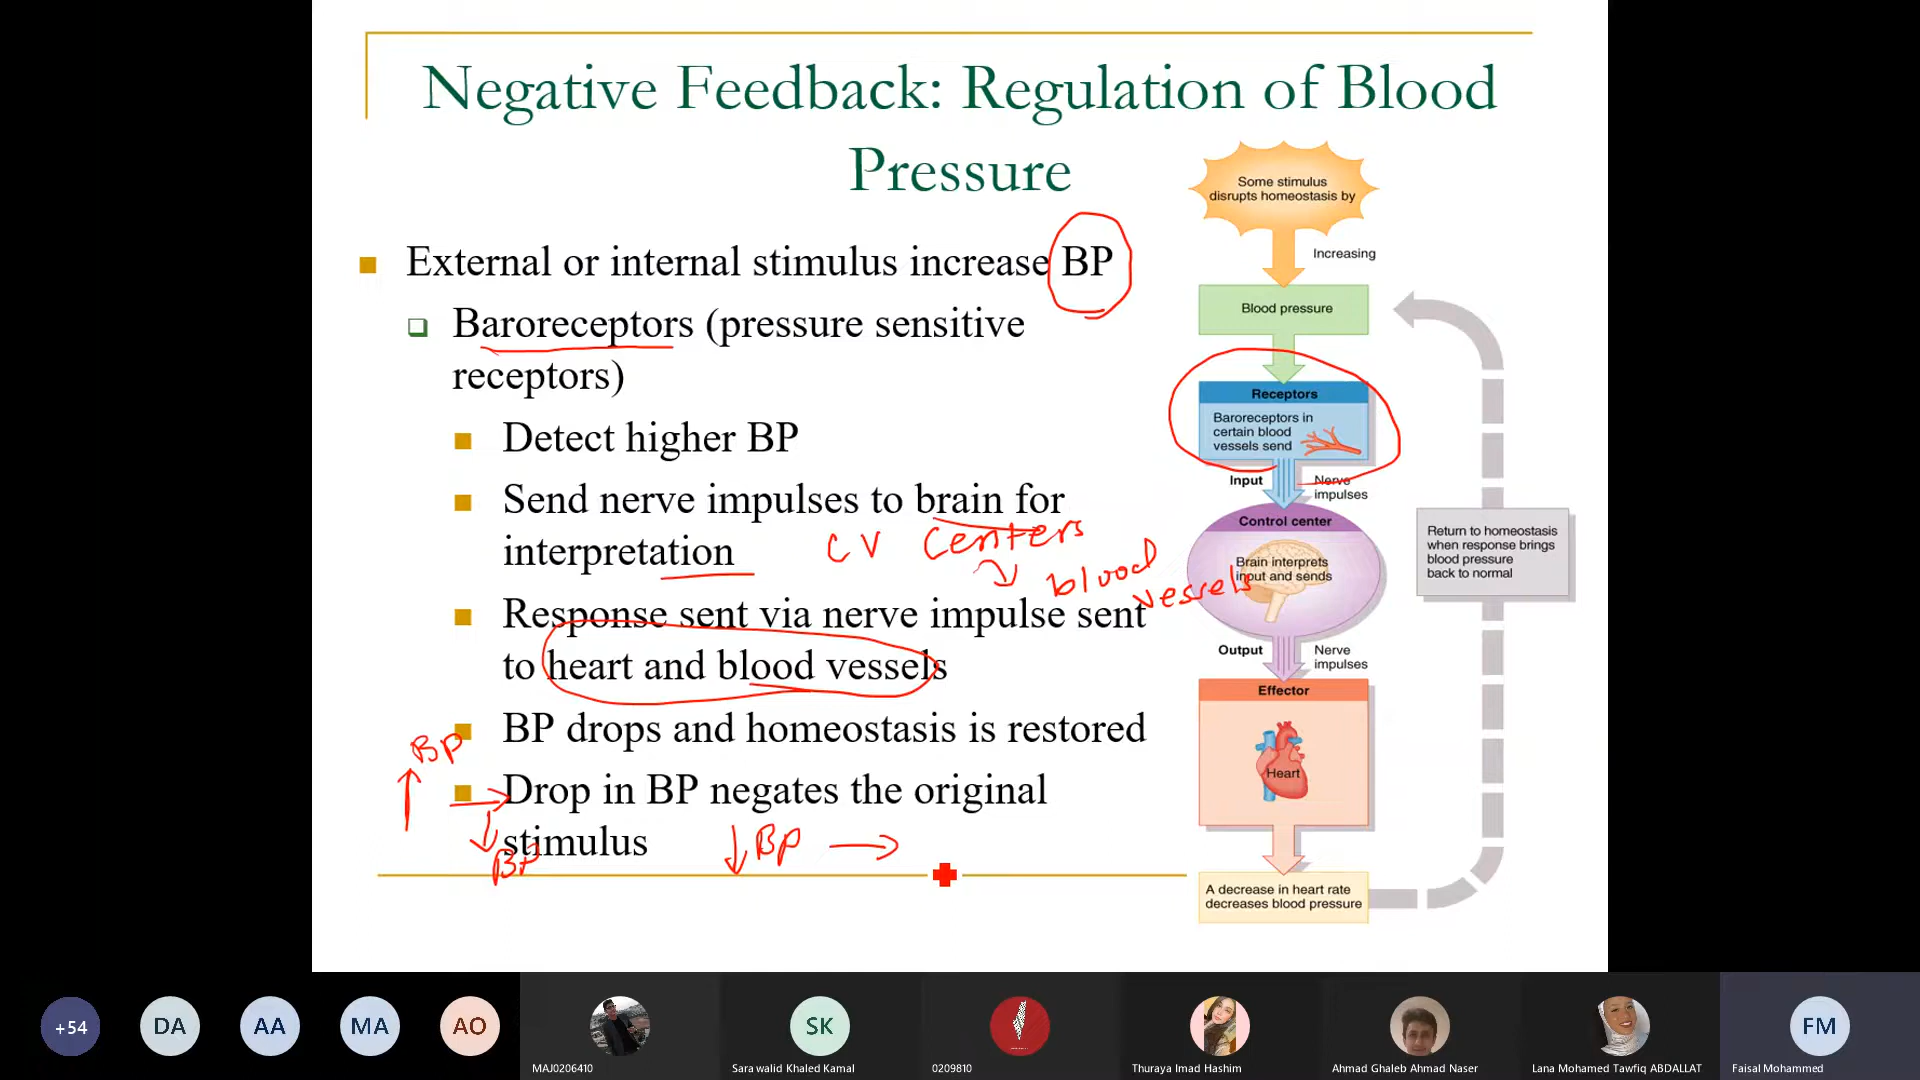 Negative Feedback: Regulation of Blood
Pressure
External or internal stimulus increase BP
Baroreceptors (pressure sensitive
receptors)
Detect higher BP
Send nerve impulses to brain for
interpretation
CV Centers
blood
vessels
Response sent via nerve impulse sent
to heart and blood vessels
BP drops and homeostasis is restored
BP
Drop in BP negates the original
stimulus
BP
↓BP →
Some stimulus
disrupts homeostasis by
Increasing
Blood pressure
Receptors
Baroreceptors in
certain blood
vessels send
Input
Nerve
impulses
Control center
Brain interprets
input and sends
Output
Nerve
impulses
Effector
Heart
A decrease in heart rate
decreases blood pressure
Return to homeostasis
when response brings
blood pressure
back to normal
+54
DA
AA
MA
AO
MAJ0206410
SK
Sara walid Khaled Kamal
0209810
Thuraya Imad Hashim
Ahmad Ghaleb Ahmad Naser
Lana Mohamed Tawfiq ABDALLAT
FM
Faisal Mohammed